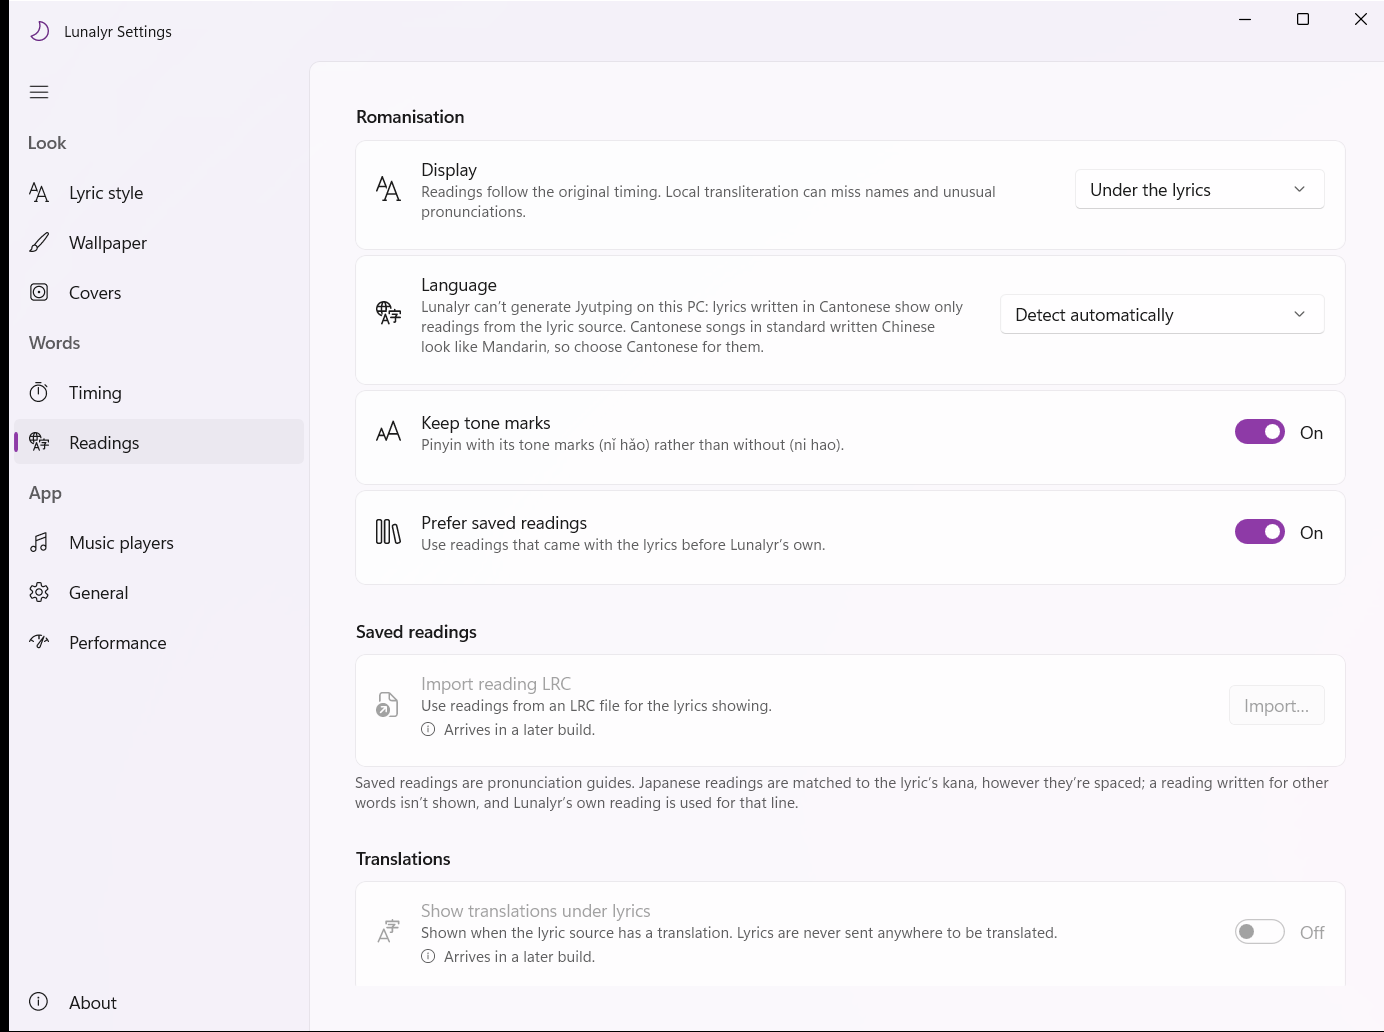 Lunalyr Settings
Look
Lyric style
Wallpaper
Covers
Words
Timing
Readings
App
Music players
General
Performance
About
Romanisation
Display
Readings follow the original timing. Local transliteration can miss names and unusual
pronunciations.
Under the lyrics
Language
Lunalyr can’t generate Jyutping on this PC: lyrics written in Cantonese show only
readings from the lyric source. Cantonese songs in standard written Chinese
look like Mandarin, so choose Cantonese for them.
Detect automatically
Keep tone marks
Pinyin with its tone marks (nǐ hǎo) rather than without (ni hao).
On
Prefer saved readings
Use readings that came with the lyrics before Lunalyr’s own.
On
Saved readings
Import reading LRC
Use readings from an LRC file for the lyrics showing.
Arrives in a later build.
Import...
Saved readings are pronunciation guides. Japanese readings are matched to the lyric’s kana, however they’re spaced; a reading written for other
words isn’t shown, and Lunalyr’s own reading is used for that line.
Translations
Show translations under lyrics
Shown when the lyric source has a translation. Lyrics are never sent anywhere to be translated.
Arrives in a later build.
Off